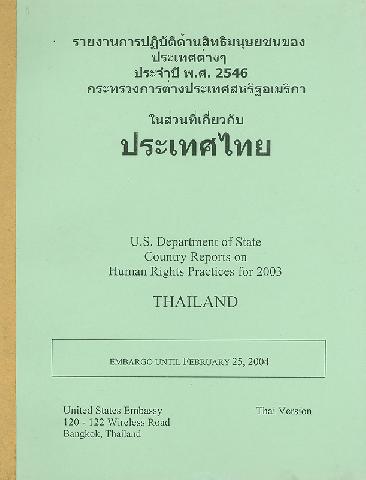 รายงานการปฏิบัติด้านสิทธิมนุษยชนของ
ประเทศต่างๆ
ประจำปี พ.ศ. 2546
กระทรวงการต่างประเทศสหรัฐอเมริกา
ในส่วนที่เกี่ยวกับ
ประเทศไทย
U.S. Department of State
Country Reports on
Human Rights Practices for 2003
THAILAND
EMBARGO UNTIL FEBRUARY 25, 2004
United States Embassy Thai Version
120 - 122 Wireless Road
Bangkok, Thailand